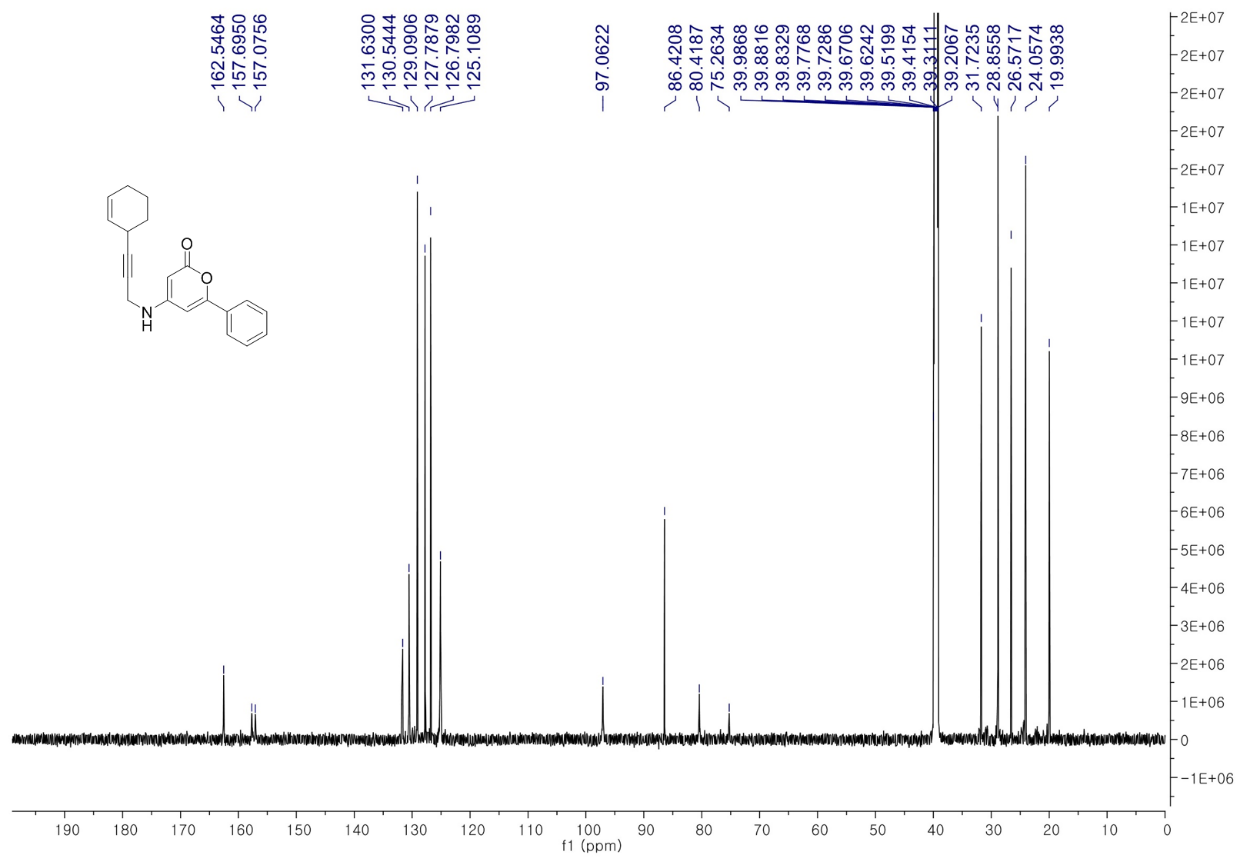 162.5464
157.6950
157.0756
131.6300
130.5444
129.0906
127.7879
126.7982
125.1089
97.0622
86.4208
80.4187
75.2634
39.9868
39.8816
39.8329
39.7768
39.7286
39.6706
39.6242
39.5199
39.4154
39.3111
39.2067
31.7235
28.8558
26.5717
24.0574
19.9938
2E+07
2E+07
2E+07
2E+07
2E+07
1E+07
1E+07
1E+07
1E+07
1E+07
9E+06
8E+06
7E+06
6E+06
5E+06
4E+06
3E+06
2E+06
1E+06
0
-1E+06
O
O
N
H
190 180 170 160 150 140 130 120 110 100 90 80 70 60 50 40 30 20 10 0
f1 (ppm)